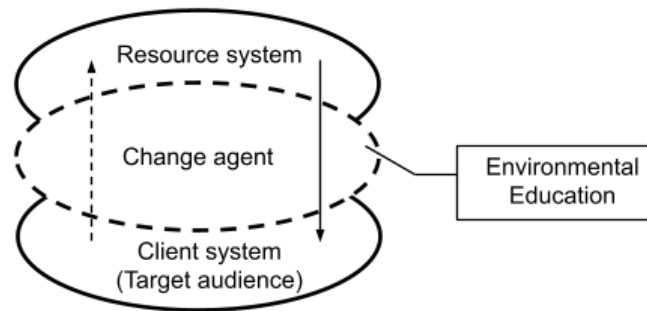 Resource system
Change agent
Environmental
Education
Client system
(Target audience)